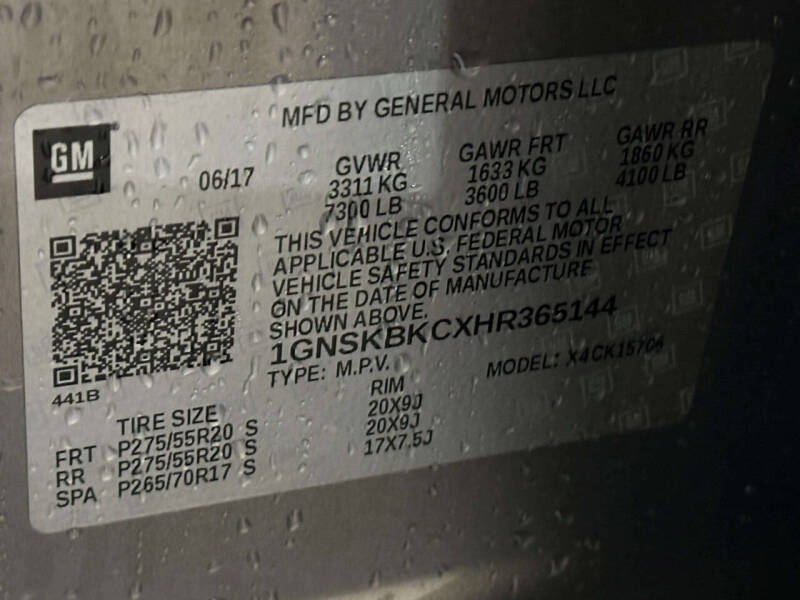 MFD BY GENERAL MOTORS LLC
GM
06/17
GVWR GAWR FRT GAWR RR
3311 KG 1633 KG 1860 KG
7300 LB 3600 LB 4100 LB
THIS VEHICLE CONFORMS TO ALL
APPLICABLE U.S. FEDERAL MOTOR
VEHICLE SAFETY STANDARDS IN EFFECT
ON THE DATE OF MANUFACTURE
SHOWN ABOVE.
1GNSKBKCXHR365144
TYPE: M.P.V. MODEL: X4CK15706
441B
TIRE SIZE RIM
FRT P275/55R20 S 20X9J
RR P275/55R20 S 20X9J
SPA P265/70R17 S 17X7.5J